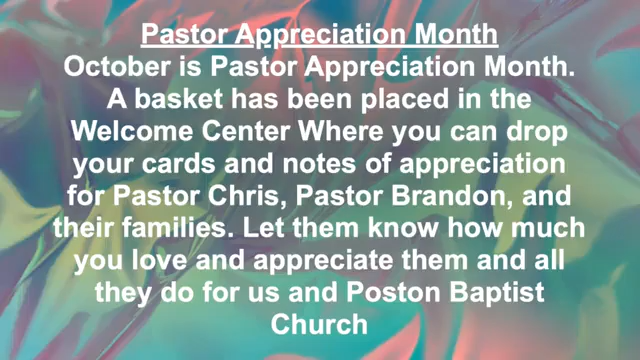 Pastor Appreciation Month
October is Pastor Appreciation Month.
A basket has been placed in the
Welcome Center Where you can drop
your cards and notes of appreciation
for Pastor Chris, Pastor Brandon, and
their families. Let them know how much
you love and appreciate them and all
they do for us and Poston Baptist
Church